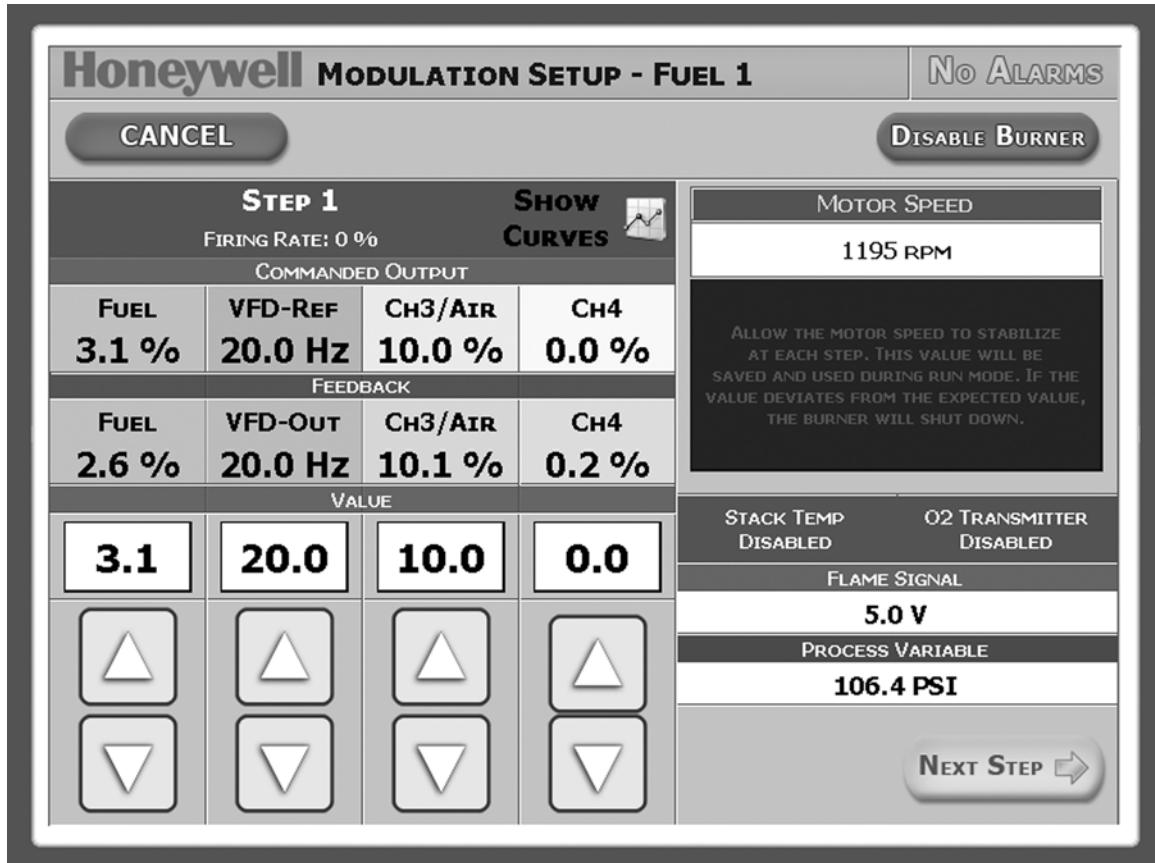 Honeywell MODULATION SETUP - FUEL 1
NO ALARMS
CANCEL
DISABLE BURNER
STEP 1
FIRING RATE: 0 %
SHOW
CURVES
COMMANDED OUTPUT
FUEL VFD-REF CH3/AIR CH4
3.1 % 20.0 Hz 10.0 % 0.0 %
FEEDBACK
FUEL VFD-OUT CH3/AIR CH4
2.6 % 20.0 Hz 10.1 % 0.2 %
VALUE
3.1 20.0 10.0 0.0
MOTOR SPEED
1195 RPM
ALLOW THE MOTOR SPEED TO STABILIZE
AT EACH STEP. THIS VALUE WILL BE
SAVED AND USED DURING RUN MODE. IF THE
VALUE DEVIATES FROM THE EXPECTED VALUE,
THE BURNER WILL SHUT DOWN.
STACK TEMP
DISABLED
O2 TRANSMITTER
DISABLED
FLAME SIGNAL
5.0 V
PROCESS VARIABLE
106.4 PSI
NEXT STEP